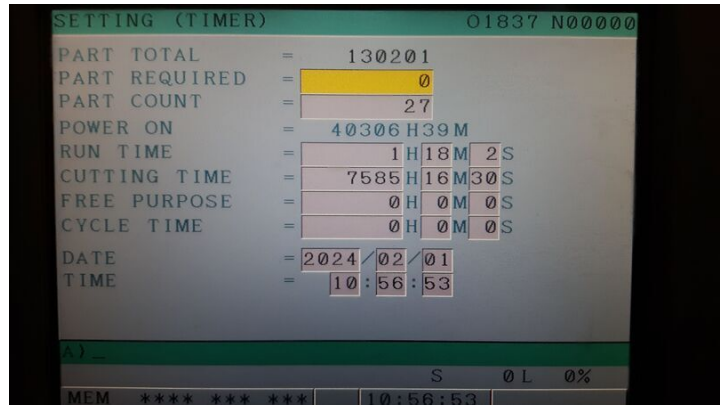 SETTING (TIMER) O1837 N00000
PART TOTAL = 130201
PART REQUIRED = 0
PART COUNT = 27
POWER ON = 40306H39M
RUN TIME = 1H18M 2S
CUTTING TIME = 7585H16M30S
FREE PURPOSE = 0H 0M 0S
CYCLE TIME = 0H 0M 0S
DATE = 2024/02/01
TIME = 10:56:53
A)_
S 0 L 0%
MEM **** *** *** 10:56:53